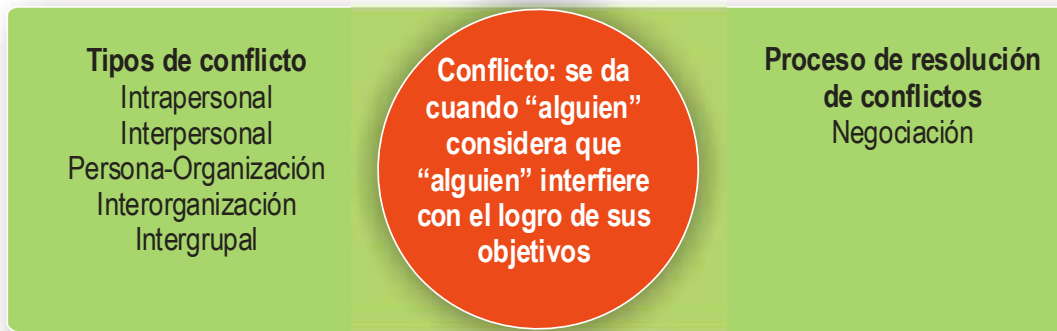 Tipos de conflicto
Intrapersonal
Interpersonal
Persona-Organización
Interorganización
Intergrupal
Conflicto: se da
cuando “alguien”
considera que
“alguien” interfiere
con el logro de sus
objetivos
Proceso de resolución
de conflictos
Negociación